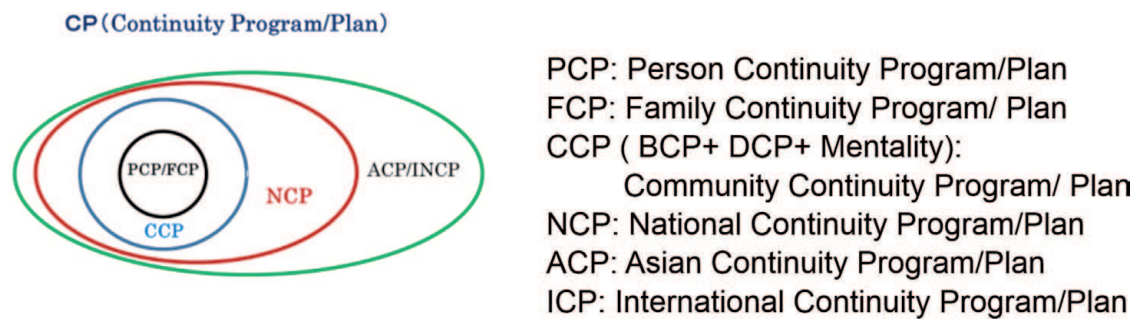 CP(Continuity Program/Plan)
PCP/FCP
CCP
NCP
ACP/INCP
PCP: Person Continuity Program/Plan
FCP: Family Continuity Program/ Plan
CCP ( BCP+ DCP+ Mentality):
Community Continuity Program/ Plan
NCP: National Continuity Program/Plan
ACP: Asian Continuity Program/Plan
ICP: International Continuity Program/Plan